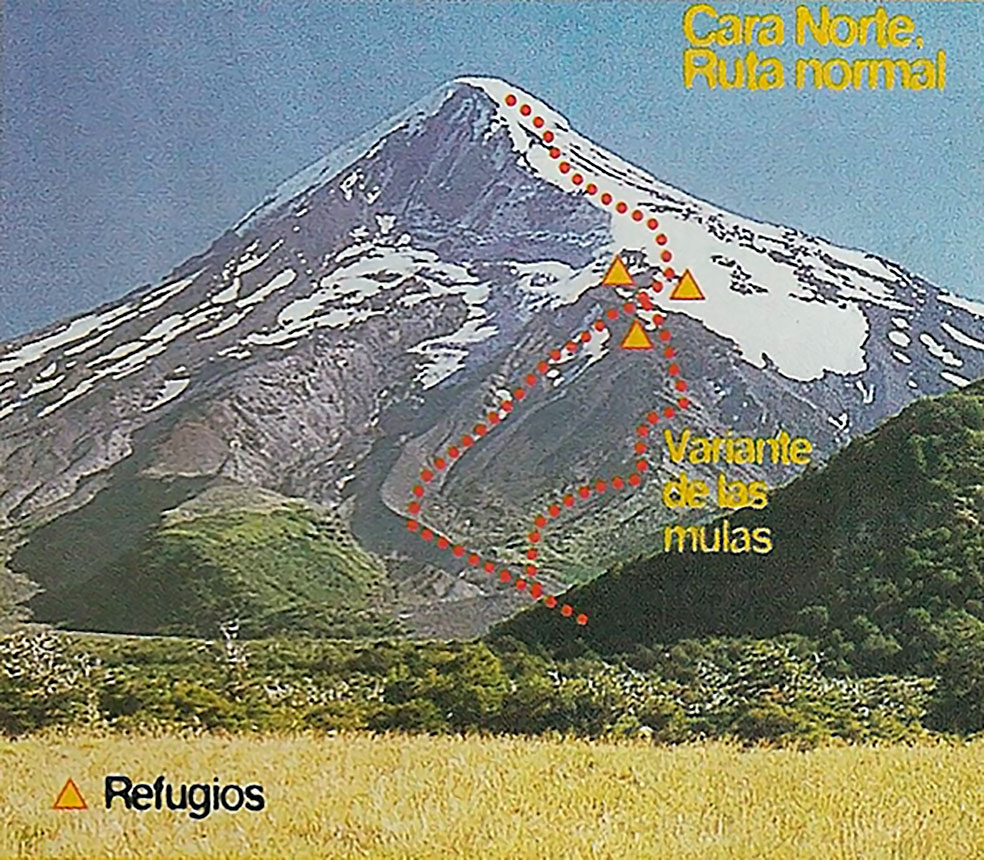 Cara Norte,
Ruta normal
Variante
de las
mulas
Refugios